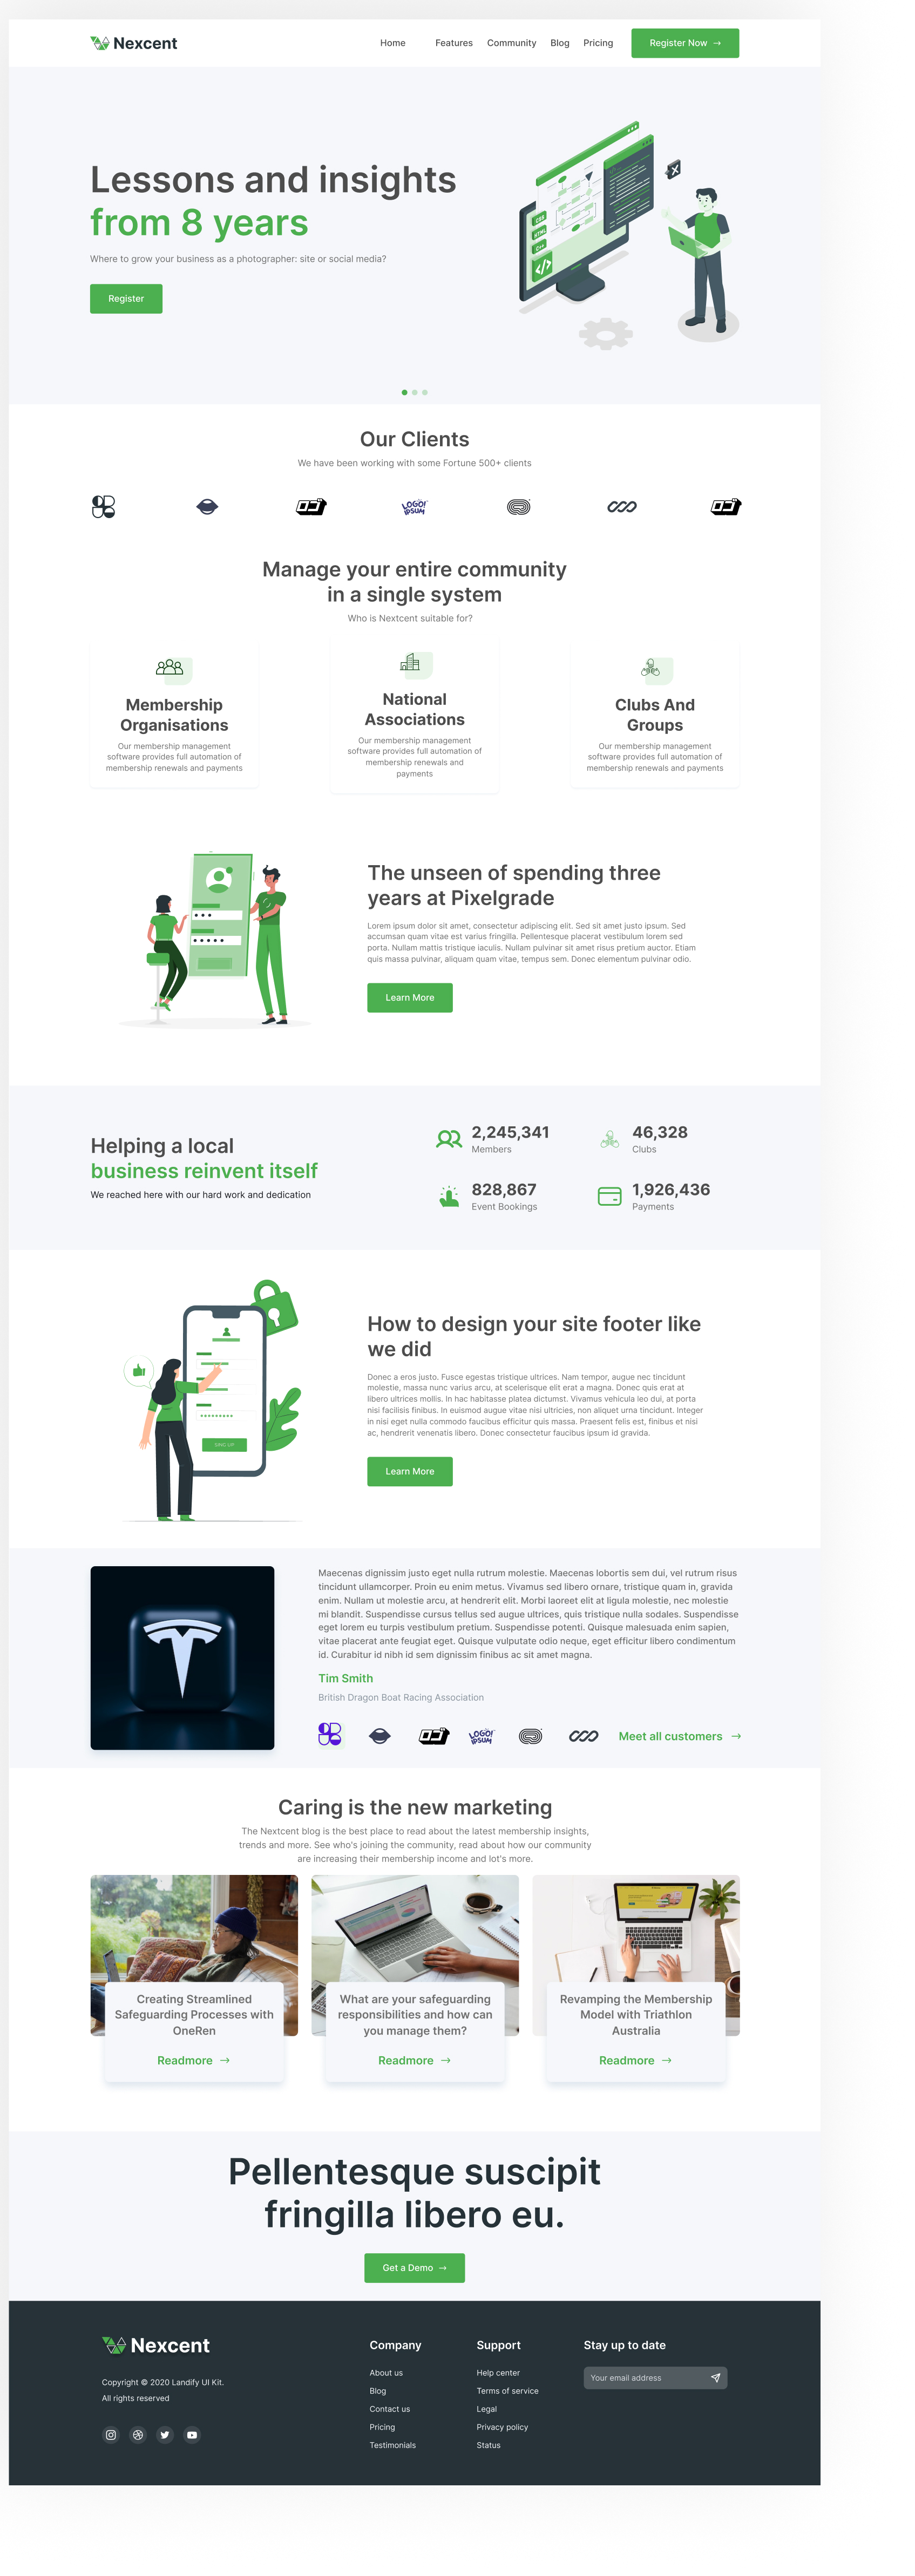 Nexcent
Home
Features
Community
Blog
Pricing
Register Now →
Lessons and insights
from 8 years
Where to grow your business as a photographer: site or social media?
Register
CSS
HTML
C++
</>
Our Clients
We have been working with some Fortune 500+ clients
LOGO!
IPSUM
Manage your entire community
in a single system
Who is Nextcent suitable for?
Membership
Organisations
Our membership management
software provides full automation of
membership renewals and payments
National
Associations
Our membership management
software provides full automation of
membership renewals and
payments
Clubs And
Groups
Our membership management
software provides full automation of
membership renewals and payments
The unseen of spending three
years at Pixelgrade
Lorem ipsum dolor sit amet, consectetur adipiscing elit. Sed sit amet justo ipsum. Sed
accumsan quam vitae est varius fringilla. Pellentesque placerat vestibulum lorem sed
porta. Nullam mattis tristique iaculis. Nullam pulvinar sit amet risus pretium auctor. Etiam
quis massa pulvinar, aliquam quam vitae, tempus sem. Donec elementum pulvinar odio.
Learn More
Helping a local
business reinvent itself
We reached here with our hard work and dedication
2,245,341
Members
46,328
Clubs
828,867
Event Bookings
1,926,436
Payments
SING UP
How to design your site footer like
we did
Donec a eros justo. Fusce egestas tristique ultrices. Nam tempor, augue nec tincidunt
molestie, massa nunc varius arcu, at scelerisque elit erat a magna. Donec quis erat at
libero ultrices mollis. In hac habitasse platea dictumst. Vivamus vehicula leo dui, at porta
nisi facilisis finibus. In euismod augue vitae nisi ultricies, non aliquet urna tincidunt. Integer
in nisi eget nulla commodo faucibus efficitur quis massa. Praesent felis est, finibus et nisi
ac, hendrerit venenatis libero. Donec consectetur faucibus ipsum id gravida.
Learn More
Maecenas dignissim justo eget nulla rutrum molestie. Maecenas lobortis sem dui, vel rutrum risus
tincidunt ullamcorper. Proin eu enim metus. Vivamus sed libero ornare, tristique quam in, gravida
enim. Nullam ut molestie arcu, at hendrerit elit. Morbi laoreet elit at ligula molestie, nec molestie
mi blandit. Suspendisse cursus tellus sed augue ultrices, quis tristique nulla sodales. Suspendisse
eget lorem eu turpis vestibulum pretium. Suspendisse potenti. Quisque malesuada enim sapien,
vitae placerat ante feugiat eget. Quisque vulputate odio neque, eget efficitur libero condimentum
id. Curabitur id nibh id sem dignissim finibus ac sit amet magna.
Tim Smith
British Dragon Boat Racing Association
LOGO!
IPSUM
Meet all customers →
Caring is the new marketing
The Nextcent blog is the best place to read about the latest membership insights,
trends and more. See who's joining the community, read about how our community
are increasing their membership income and lot's more.
Creating Streamlined
Safeguarding Processes with
OneRen
Readmore →
What are your safeguarding
responsibilities and how can
you manage them?
Readmore →
Revamping the Membership
Model with Triathlon
Australia
Readmore →
Pellentesque suscipit
fringilla libero eu.
Get a Demo →
Nexcent
Copyright © 2020 Landify UI Kit.
All rights reserved
Company
About us
Blog
Contact us
Pricing
Testimonials
Support
Help center
Terms of service
Legal
Privacy policy
Status
Stay up to date
Your email address